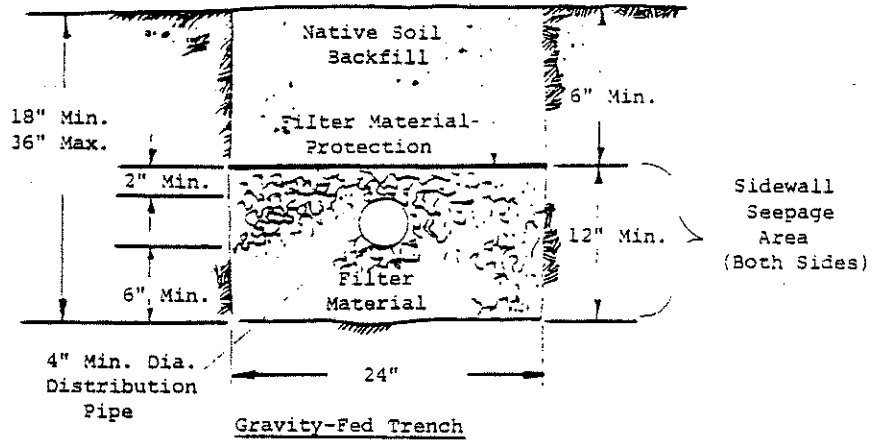 Native Soil
Backfill
18" Min.
36" Max.
6" Min.
Filter Material-
Protection
2" Min.
Sidewall
Seepage
Area
(Both Sides)
12" Min.
6" Min.
Filter
Material
4" Min. Dia.
Distribution
Pipe
24"
Gravity-Fed Trench